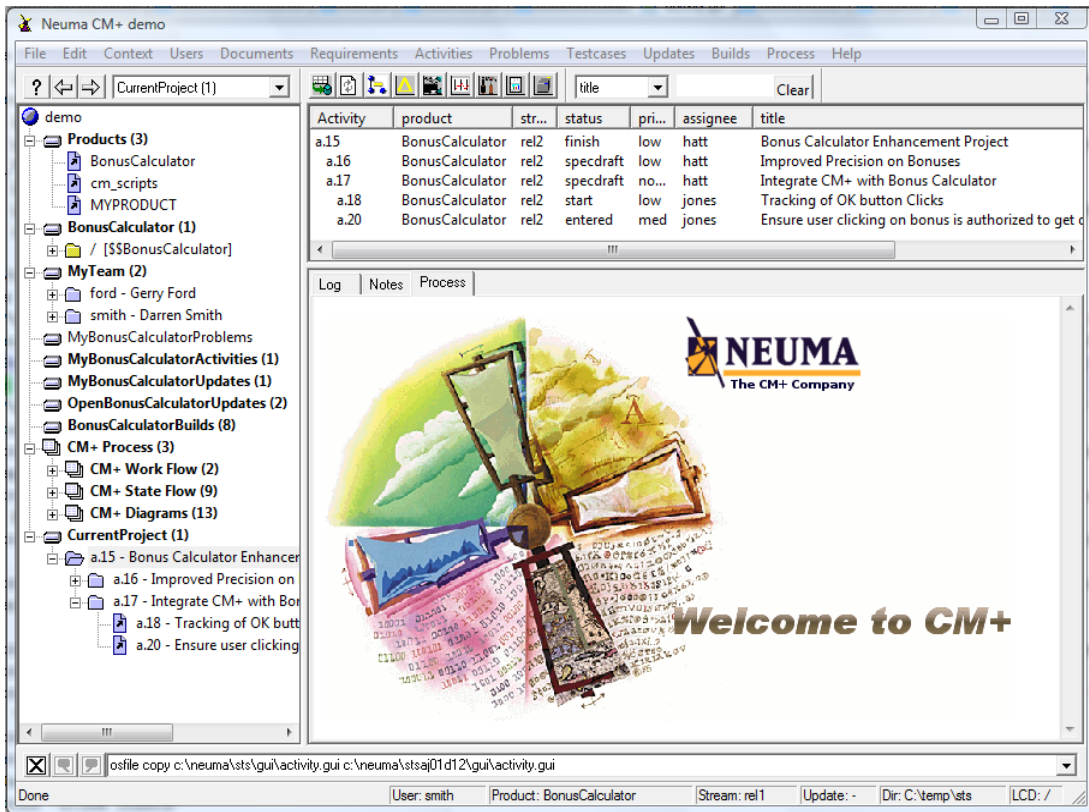 Neuma CM+ demo
File Edit Context Users Documents Requirements Activities Problems Testcases Updates Builds Process Help
? CurrentProject (1) title Clear
demo
Products (3)
BonusCalculator
cm_scripts
MYPRODUCT
BonusCalculator (1)
/ [$$BonusCalculator]
MyTeam (2)
ford - Gerry Ford
smith - Darren Smith
MyBonusCalculatorProblems
MyBonusCalculatorActivities (1)
MyBonusCalculatorUpdates (1)
OpenBonusCalculatorUpdates (2)
BonusCalculatorBuilds (8)
CM+ Process (3)
CM+ Work Flow (2)
CM+ State Flow (9)
CM+ Diagrams (13)
CurrentProject (1)
a.15 - Bonus Calculator Enhancer
a.16 - Improved Precision on
a.17 - Integrate CM+ with Bor
a.18 - Tracking of OK butt
a.20 - Ensure user clicking
Activity product str... status pri... assignee title
a.15 BonusCalculator rel2 finish low hatt Bonus Calculator Enhancement Project
a.16 BonusCalculator rel2 specdraft low hatt Improved Precision on Bonuses
a.17 BonusCalculator rel2 specdraft no... hatt Integrate CM+ with Bonus Calculator
a.18 BonusCalculator rel2 start low jones Tracking of OK button Clicks
a.20 BonusCalculator rel2 entered med jones Ensure user clicking on bonus is authorized to get
Log Notes Process
NEUMA
The CM+ Company
Welcome to CM+
osfile copy c:\neuma\sts\gui\activity.gui c:\neuma\stsaj01d12\gui\activity.gui
Done User: smith Product: BonusCalculator Stream: rel1 Update: - Dir: C:\temp\sts LCD: /